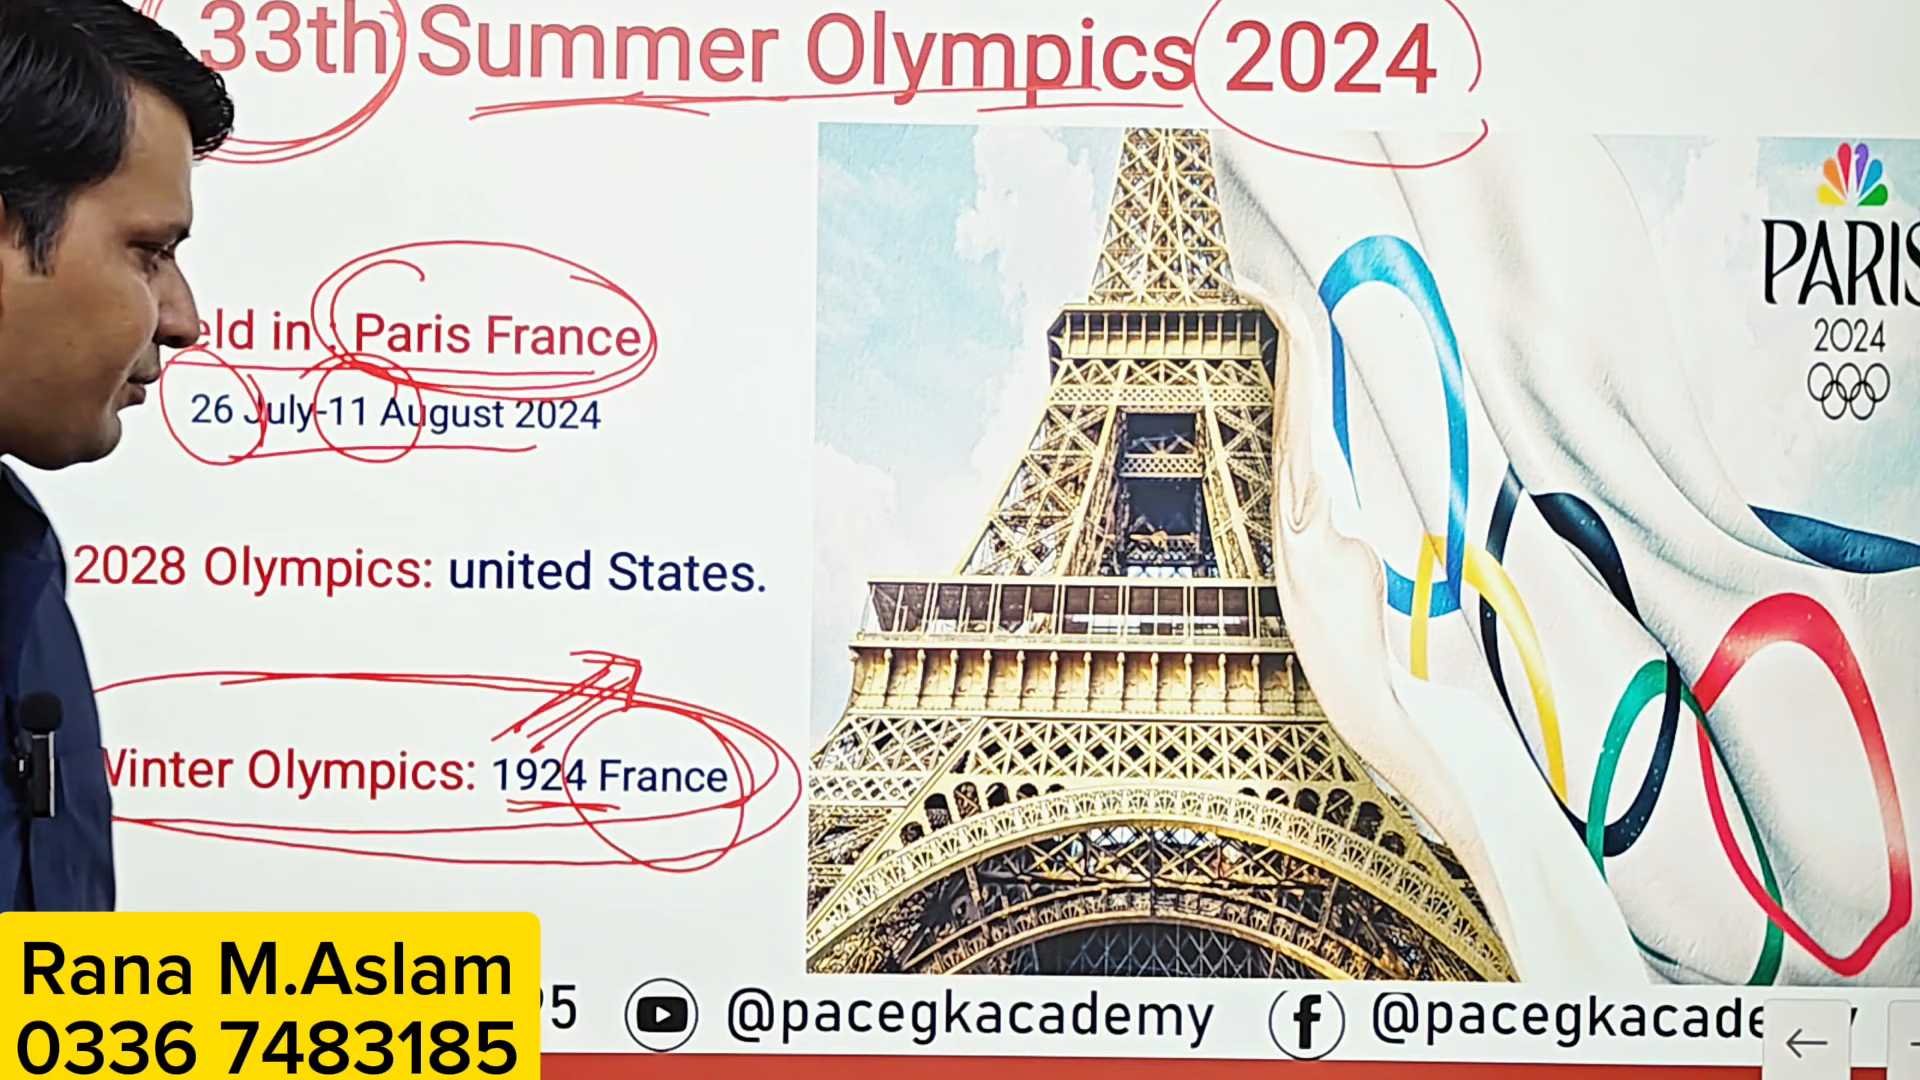 33th Summer Olympics 2024
PARIS
2024
eld in : Paris France
26 July-11 August 2024
2028 Olympics: united States.
Winter Olympics: 1924 France
@pacegkacademy
@pacegkacade
Rana M.Aslam
0336 7483185